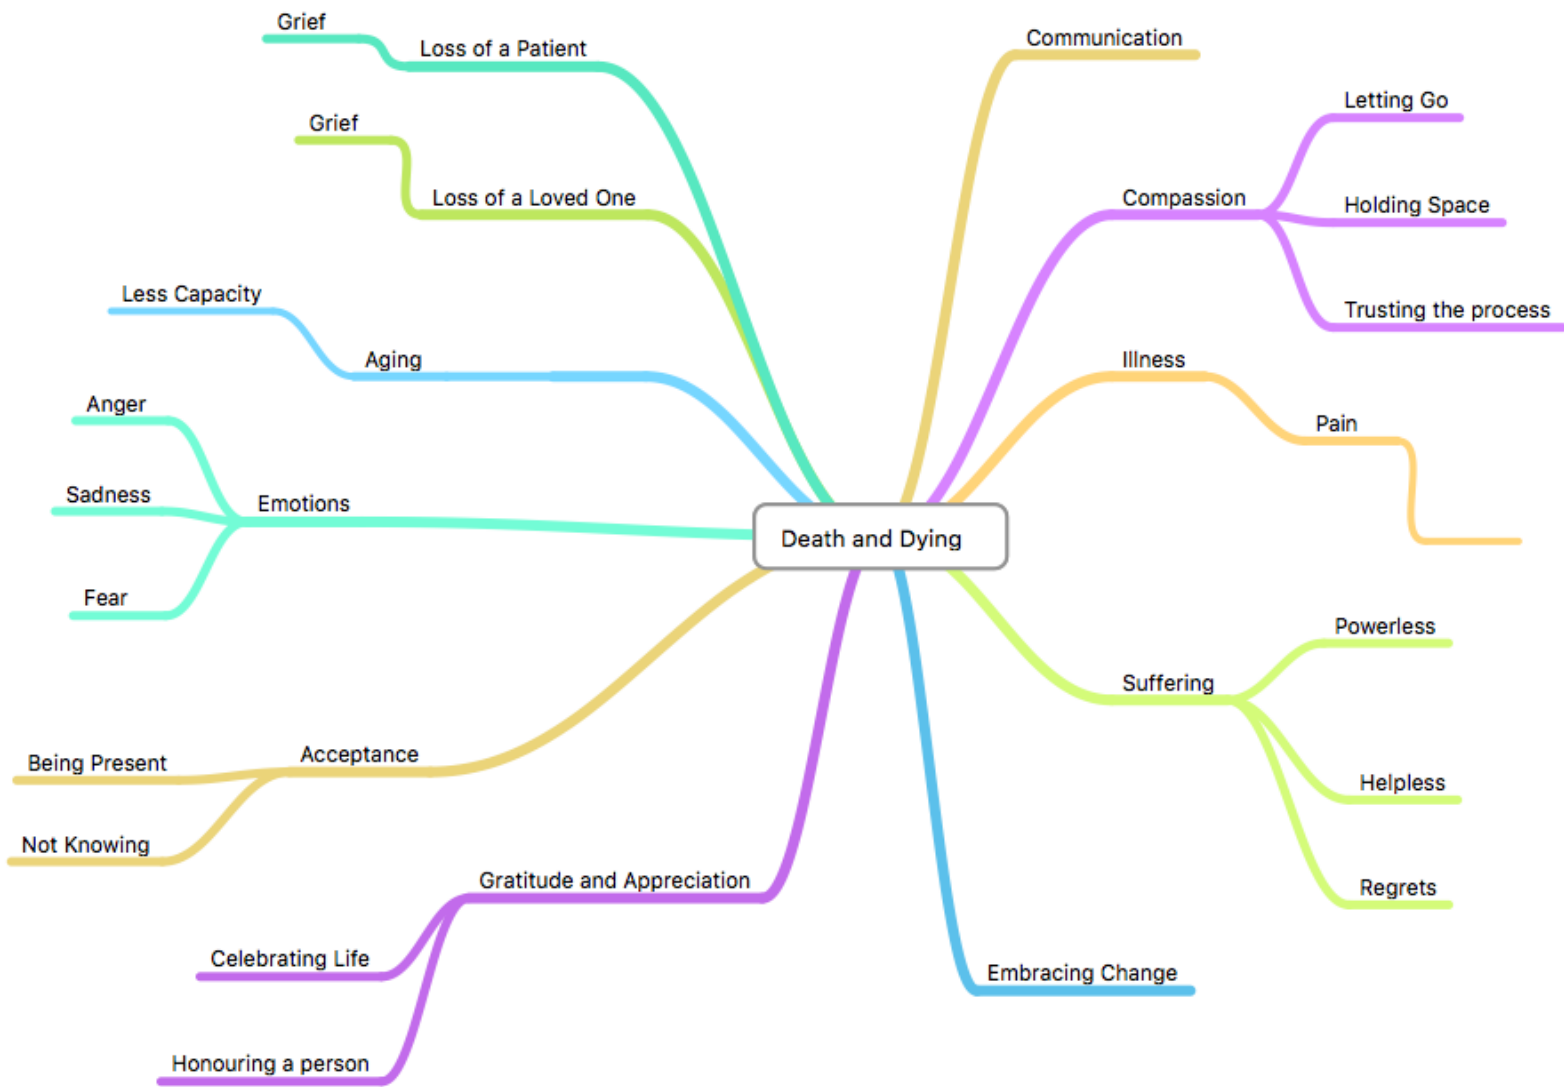 Grief
Loss of a Patient
Grief
Loss of a Loved One
Less Capacity
Aging
Anger
Sadness
Fear
Emotions
Being Present
Not Knowing
Acceptance
Gratitude and Appreciation
Celebrating Life
Honouring a person
Death and Dying
Communication
Compassion
Letting Go
Holding Space
Trusting the process
Illness
Pain
Suffering
Powerless
Helpless
Regrets
Embracing Change